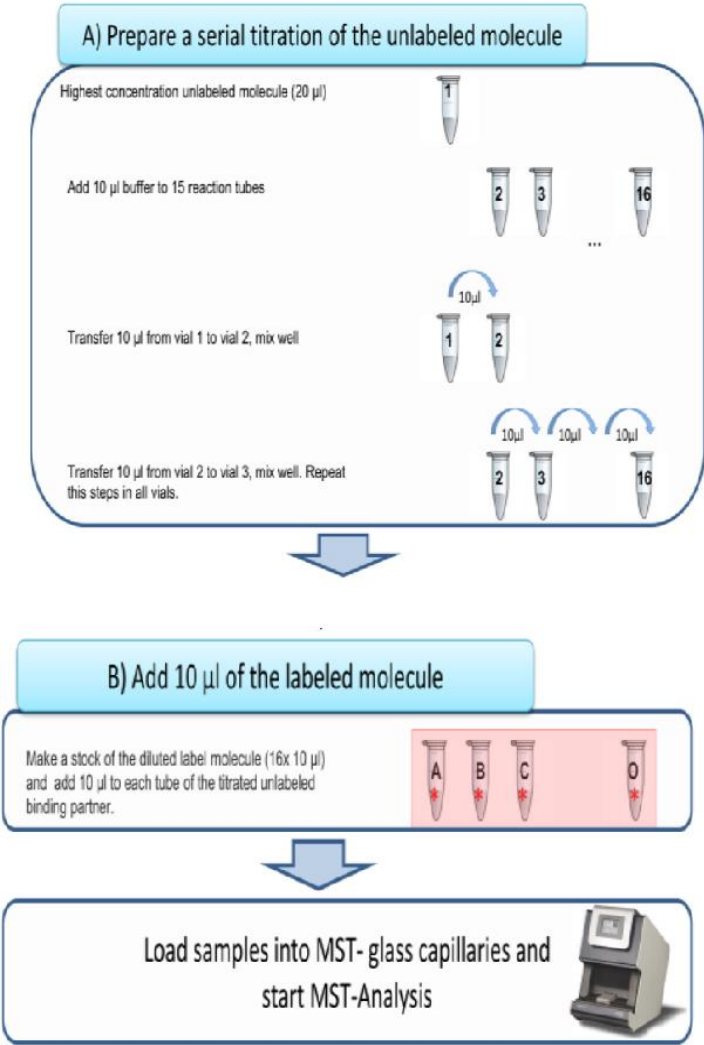 A) Prepare a serial titration of the unlabeled molecule
Highest concentration unlabeled molecule (20 µl)
1
Add 10 µl buffer to 15 reaction tubes
2 3 16
...
10µl
Transfer 10 µl from vial 1 to vial 2, mix well
1 2
10µl 10µl 10µl
Transfer 10 µl from vial 2 to vial 3, mix well. Repeat
this steps in all vials.
2 3 16
B) Add 10 µl of the labeled molecule
Make a stock of the diluted label molecule (16x 10 µl)
and add 10 µl to each tube of the titrated unlabeled
binding partner.
A B C O
* * * *
Load samples into MST- glass capillaries and
start MST-Analysis